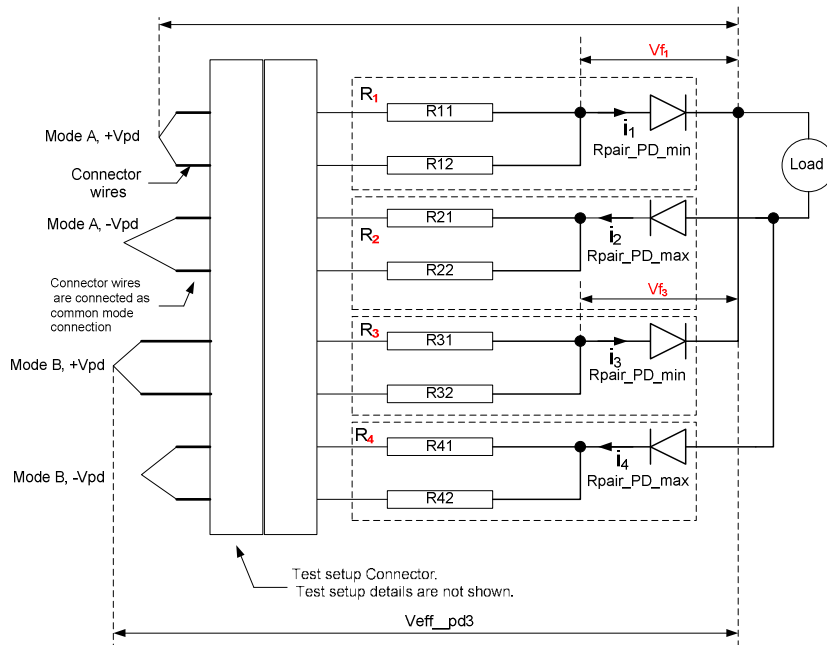 Vf1
R1
R11
i1
Rpair_PD_min
R12
Mode A, +Vpd
Connector
wires
Load
Mode A, -Vpd
R21
R2
i2
Rpair_PD_max
R22
Connector wires
are connected as
common mode
connection
Vf3
R3
R31
i3
Rpair_PD_min
R32
Mode B, +Vpd
R4
R41
i4
Rpair_PD_max
R42
Mode B, -Vpd
Test setup Connector.
Test setup details are not shown.
Veff__pd3